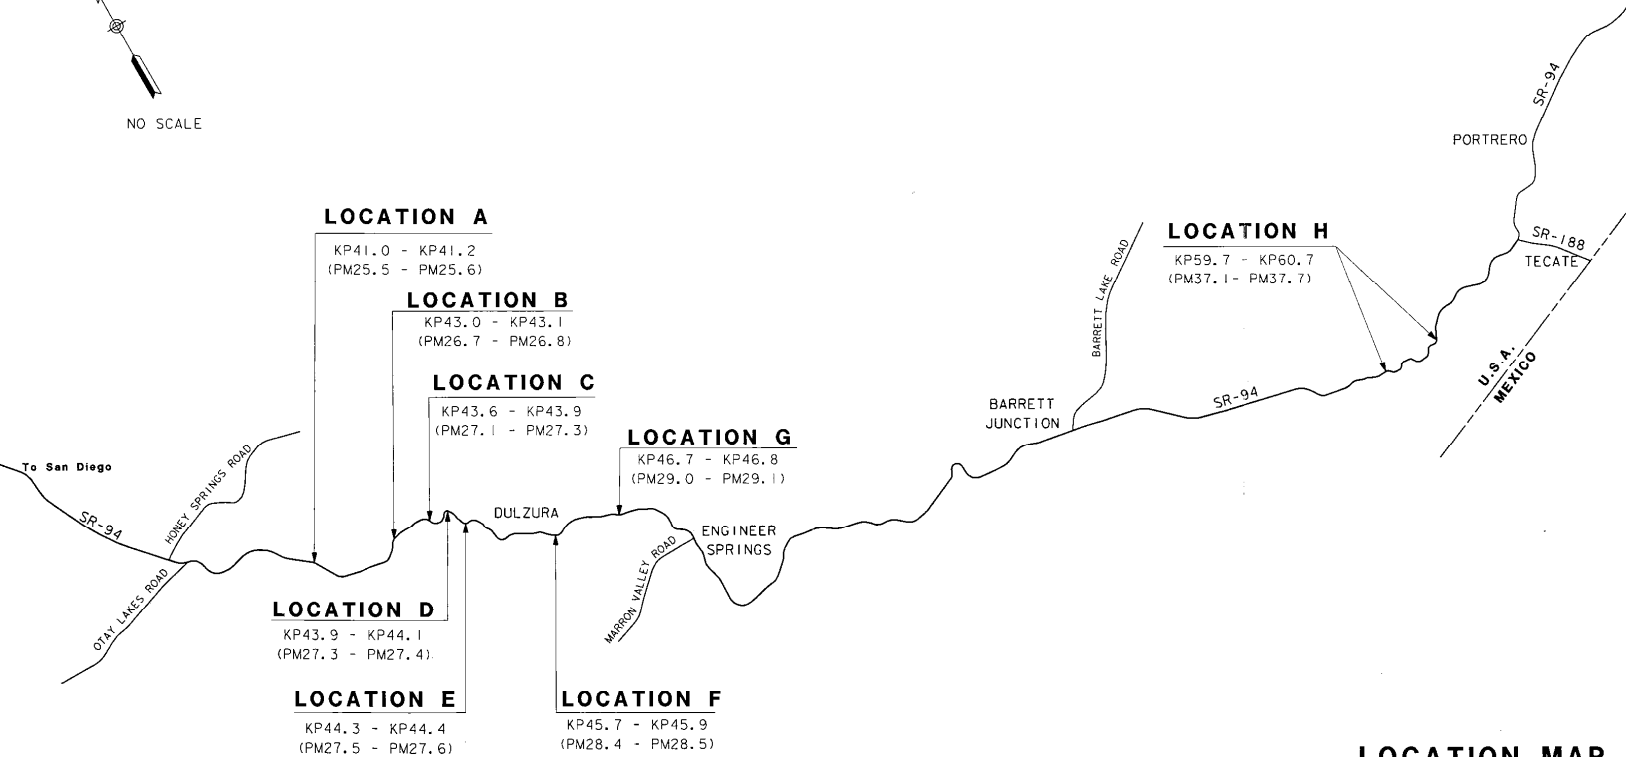 NO SCALE
SR-94
PORTRERO
LOCATION A
KP41.0 - KP41.2
(PM25.5 - PM25.6)
LOCATION H
KP59.7 - KP60.7
(PM37.1- PM37.7)
SR-188
TECATE
BARRETT LAKE ROAD
LOCATION B
KP43.0 - KP43.1
(PM26.7 - PM26.8)
U.S.A.
MEXICO
LOCATION C
KP43.6 - KP43.9
(PM27.1 - PM27.3)
SR-94
BARRETT
JUNCTION
LOCATION G
KP46.7 - KP46.8
(PM29.0 - PM29.1)
To San Diego
HONEY SPRINGS ROAD
SR-94
DULZURA
ENGINEER
SPRINGS
MARRON VALLEY ROAD
OTAY LAKES ROAD
LOCATION D
KP43.9 - KP44.1
(PM27.3 - PM27.4)
LOCATION E
KP44.3 - KP44.4
(PM27.5 - PM27.6)
LOCATION F
KP45.7 - KP45.9
(PM28.4 - PM28.5)
LOCATION MAP